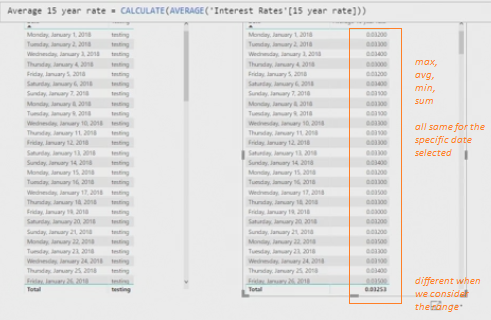 Average 15 year rate = CALCULATE(AVERAGE('Interest Rates'[15 year rate]))
Monday, January 1, 2018 testing
Tuesday, January 2, 2018 testing
Wednesday, January 3, 2018 testing
Thursday, January 4, 2018 testing
Friday, January 5, 2018 testing
Saturday, January 6, 2018 testing
Sunday, January 7, 2018 testing
Monday, January 8, 2018 testing
Tuesday, January 9, 2018 testing
Wednesday, January 10, 2018 testing
Thursday, January 11, 2018 testing
Friday, January 12, 2018 testing
Saturday, January 13, 2018 testing
Sunday, January 14, 2018 testing
Monday, January 15, 2018 testing
Tuesday, January 16, 2018 testing
Wednesday, January 17, 2018 testing
Thursday, January 18, 2018 testing
Friday, January 19, 2018 testing
Saturday, January 20, 2018 testing
Sunday, January 21, 2018 testing
Monday, January 22, 2018 testing
Tuesday, January 23, 2018 testing
Wednesday, January 24, 2018 testing
Thursday, January 25, 2018 testing
Friday, January 26, 2018 testing
Total testing
Monday, January 1, 2018 0.03200
Tuesday, January 2, 2018 0.03300
Wednesday, January 3, 2018 0.03400
Thursday, January 4, 2018 0.03000
Friday, January 5, 2018 0.03200
Saturday, January 6, 2018 0.03400
Sunday, January 7, 2018 0.03100
Monday, January 8, 2018 0.03300
Tuesday, January 9, 2018 0.03300
Wednesday, January 10, 2018 0.03300
Thursday, January 11, 2018 0.03100
Friday, January 12, 2018 0.03300
Saturday, January 13, 2018 0.03300
Sunday, January 14, 2018 0.03400
Monday, January 15, 2018 0.03200
Tuesday, January 16, 2018 0.03200
Wednesday, January 17, 2018 0.03500
Thursday, January 18, 2018 0.03300
Friday, January 19, 2018 0.03000
Saturday, January 20, 2018 0.03100
Sunday, January 21, 2018 0.03200
Monday, January 22, 2018 0.03500
Tuesday, January 23, 2018 0.03300
Wednesday, January 24, 2018 0.03100
Thursday, January 25, 2018 0.03400
Friday, January 26, 2018 0.03500
Total 0.03253
max,
avg,
min,
sum
all same for the
specific date
selected
different when
we consider
the range